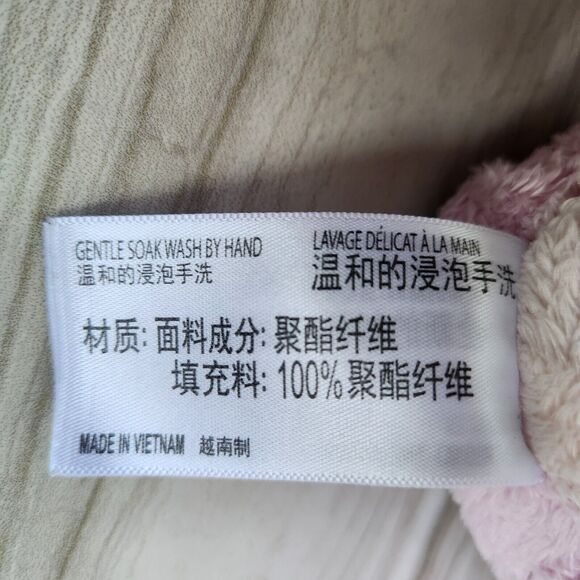 GENTLE SOAK WASH BY HAND
温和的浸泡手洗
LAVAGE DÉLICAT À LA MAIN
温和的浸泡手洗
材质: 面料成分: 聚酯纤维
填充料: 100% 聚酯纤维
MADE IN VIETNAM 越南制